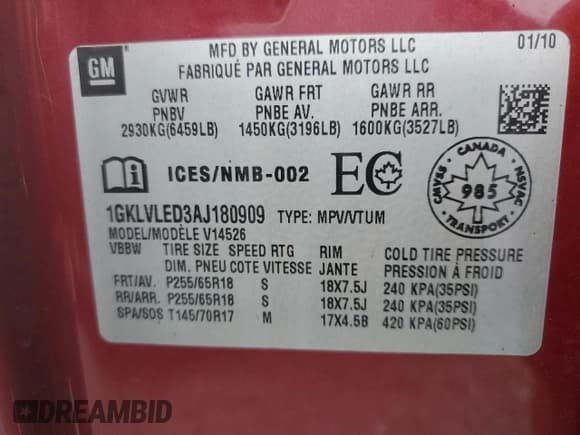 GM
MFD BY GENERAL MOTORS LLC 01/10
FABRIQUÉ PAR GENERAL MOTORS LLC
GVWR GAWR FRT GAWR RR
PNBV PNBE AV. PNBE ARR.
2930KG(6459LB) 1450KG(3196LB) 1600KG(3527LB)
ICES/NMB-002 EC
CANADA
CMVSS NSVAC
985
TRANSPORT
1GKLVLED3AJ180909 TYPE: MPV/VTUM
MODEL/MODÈLE V14526
VBBW TIRE SIZE SPEED RTG RIM COLD TIRE PRESSURE
DIM. PNEU COTE VITESSE JANTE PRESSION À FROID
FRT/AV. P255/65R18 S 18X7.5J 240 KPA(35PSI)
RR/ARR. P255/65R18 S 18X7.5J 240 KPA(35PSI)
SPA/SOS T145/70R17 M 17X4.5B 420 KPA(60PSI)
DREAMBID